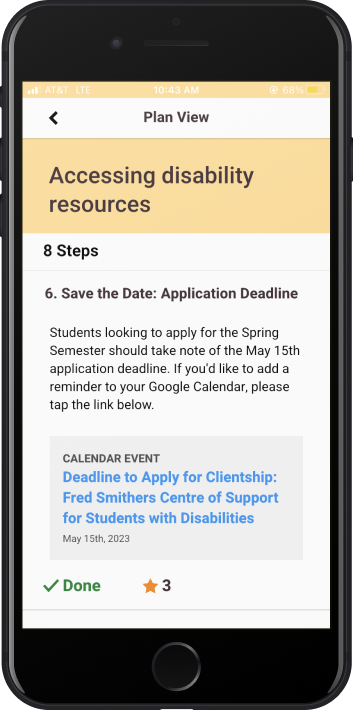 AT&T LTE 10:43 AM 68%
Plan View
Accessing disability
resources
8 Steps
6. Save the Date: Application Deadline
Students looking to apply for the Spring
Semester should take note of the May 15th
application deadline. If you'd like to add a
reminder to your Google Calendar, please
tap the link below.
CALENDAR EVENT
Deadline to Apply for Clientship:
Fred Smithers Centre of Support
for Students with Disabilities
May 15th, 2023
Done 3